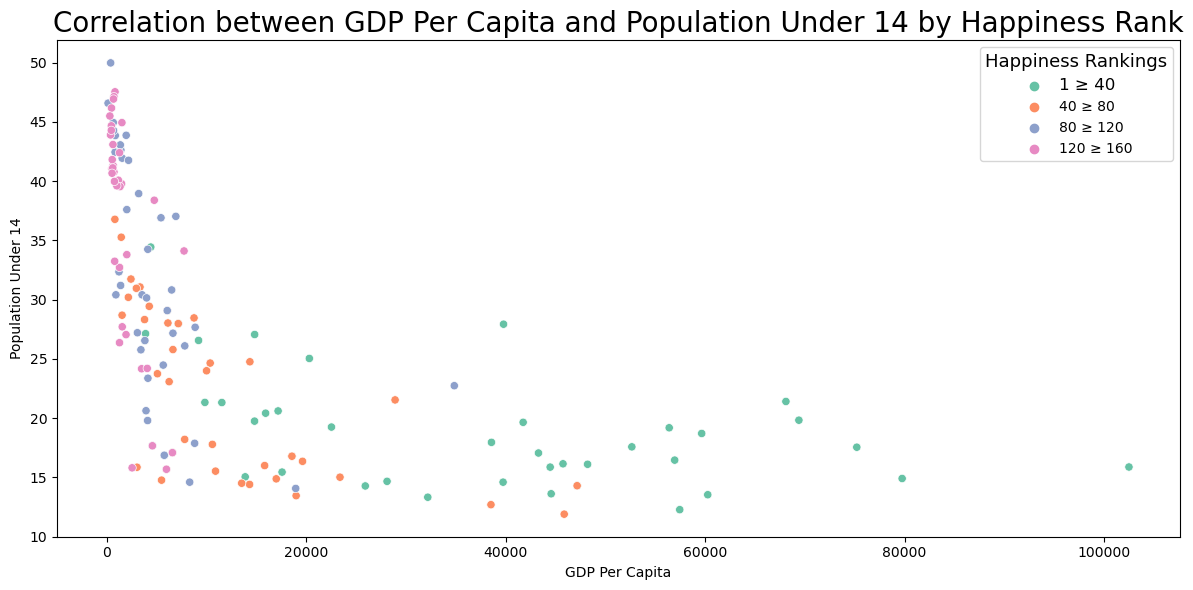 Correlation between GDP Per Capita and Population Under 14 by Happiness Rank
Happiness Rankings
1 ≥ 40
40 ≥ 80
80 ≥ 120
120 ≥ 160
Population Under 14
50
45
40
35
30
25
20
15
10
0 20000 40000 60000 80000 100000
GDP Per Capita